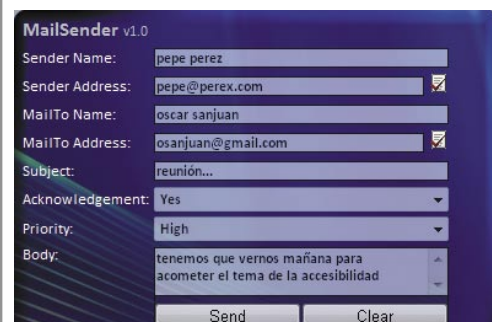 MailSender v1.0
Sender Name: pepe perez
Sender Address: pepe@perex.com
MailTo Name: oscar sanjuan
MailTo Address: osanjuan@gmail.com
Subject: reunión...
Acknowledgement: Yes
Priority: High
Body: tenemos que vernos mañana para
acometer el tema de la accesibilidad
Send Clear